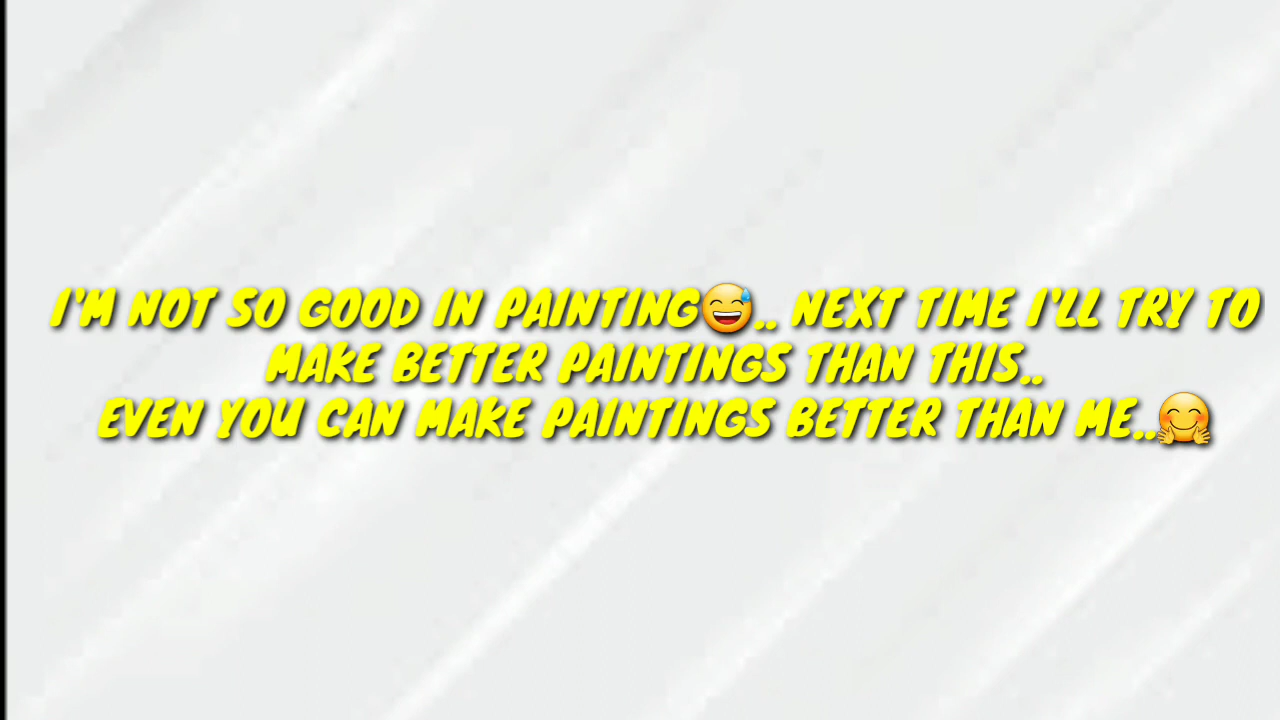 I'M NOT SO GOOD IN PAINTING😅.. NEXT TIME I'LL TRY TO
MAKE BETTER PAINTINGS THAN THIS..
EVEN YOU CAN MAKE PAINTINGS BETTER THAN ME..🤗